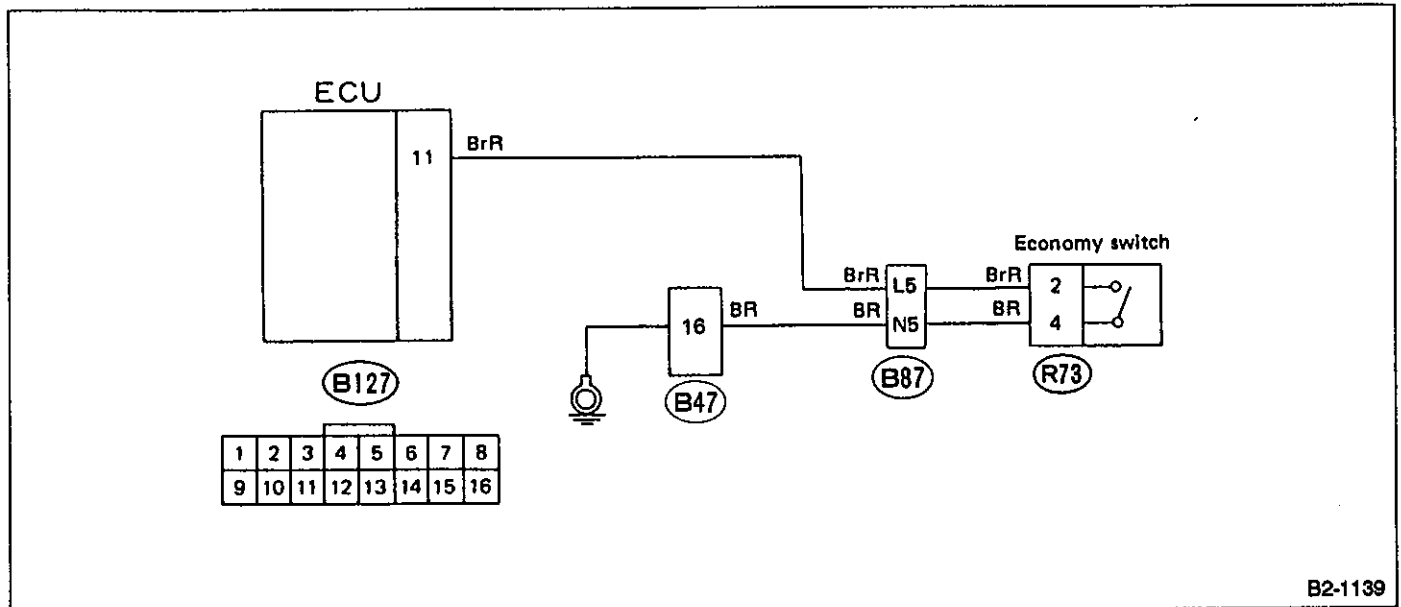 ECU
11 BrR
Economy switch
BrR L5 BrR 2
16 BR BR N5 BR 4
B127
B47
B87
R73
1 2 3 4 5 6 7 8
9 10 11 12 13 14 15 16
B2-1139